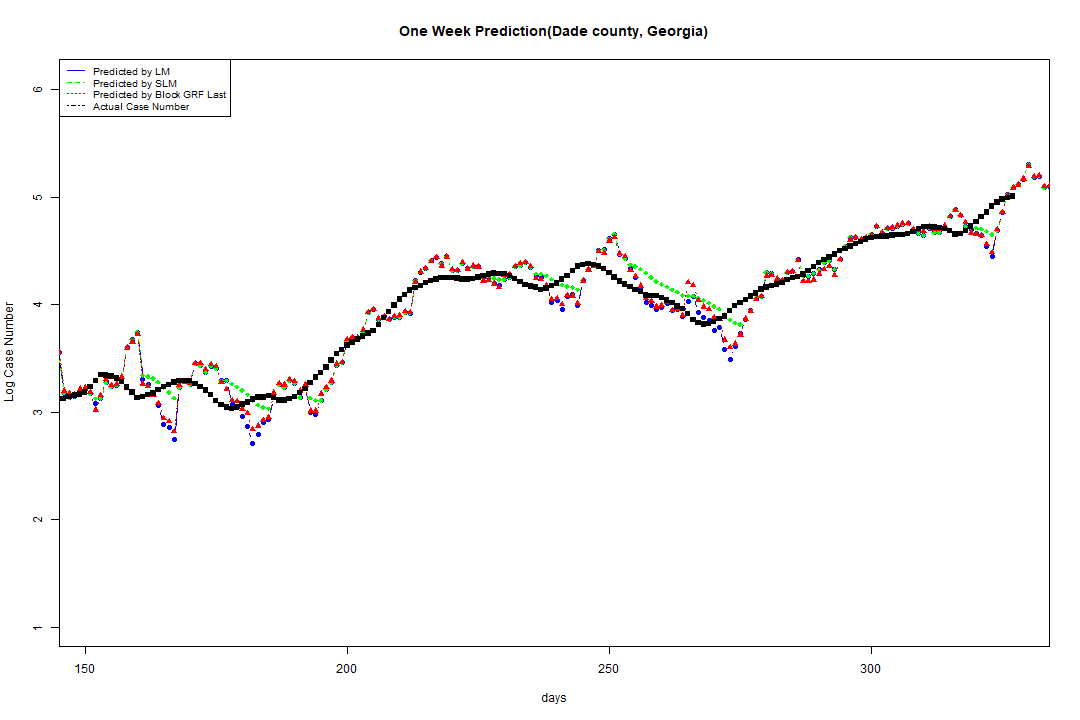 One Week Prediction(Dade county, Georgia)
Predicted by LM
Predicted by SLM
Predicted by Block GRF Last
Actual Case Number
6
5
4
3
2
1
Log Case Number
150 200 250 300
days